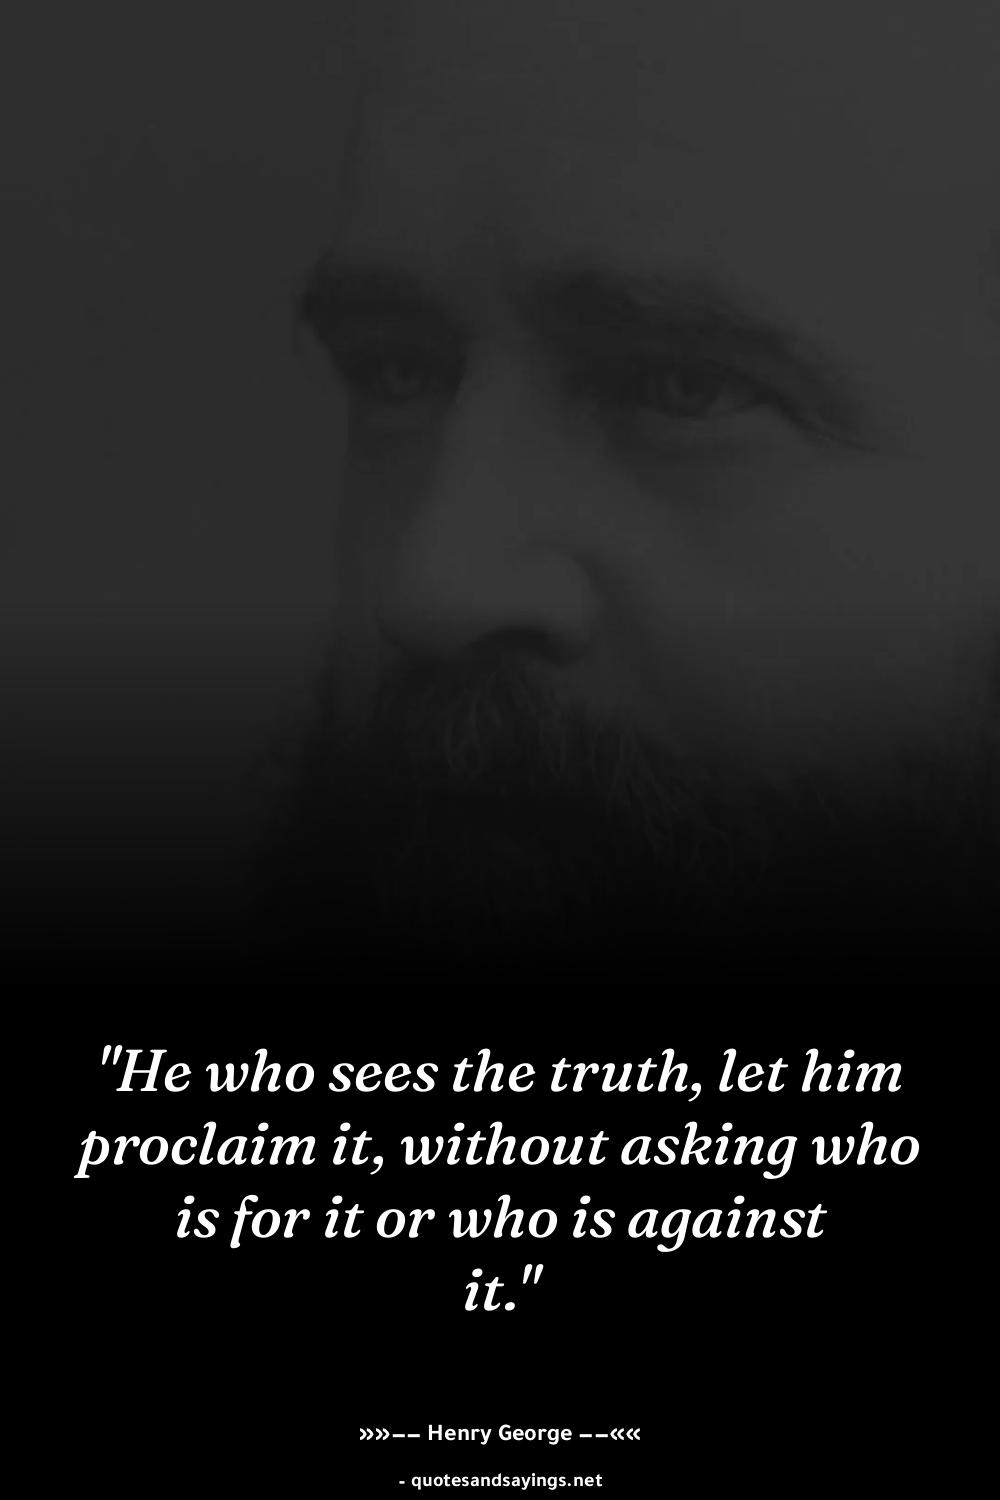 "He who sees the truth, let him
proclaim it, without asking who
is for it or who is against
it."
»»−− Henry George −−««
- quotesandsayings.net